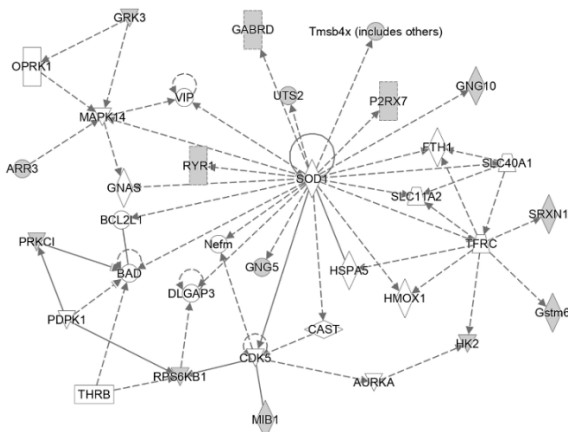 GRK3
GABRD
Tmsb4x (includes others)
OPRK1
GNG10
VIP
UTS2
P2RX7
MAPK14
FTH1
SLC40A1
ARR3
RYR1
SOD1
GNAS
SLC11A2
SRXN1
BCL2L1
PRKCI
Nefm
TFRC
BAD
GNG5
HSPA5
DLGAP3
HMOX1
Gstm6
PDPK1
CAST
HK2
CDK5
RPS6KB1
AURKA
THRB
MIB1